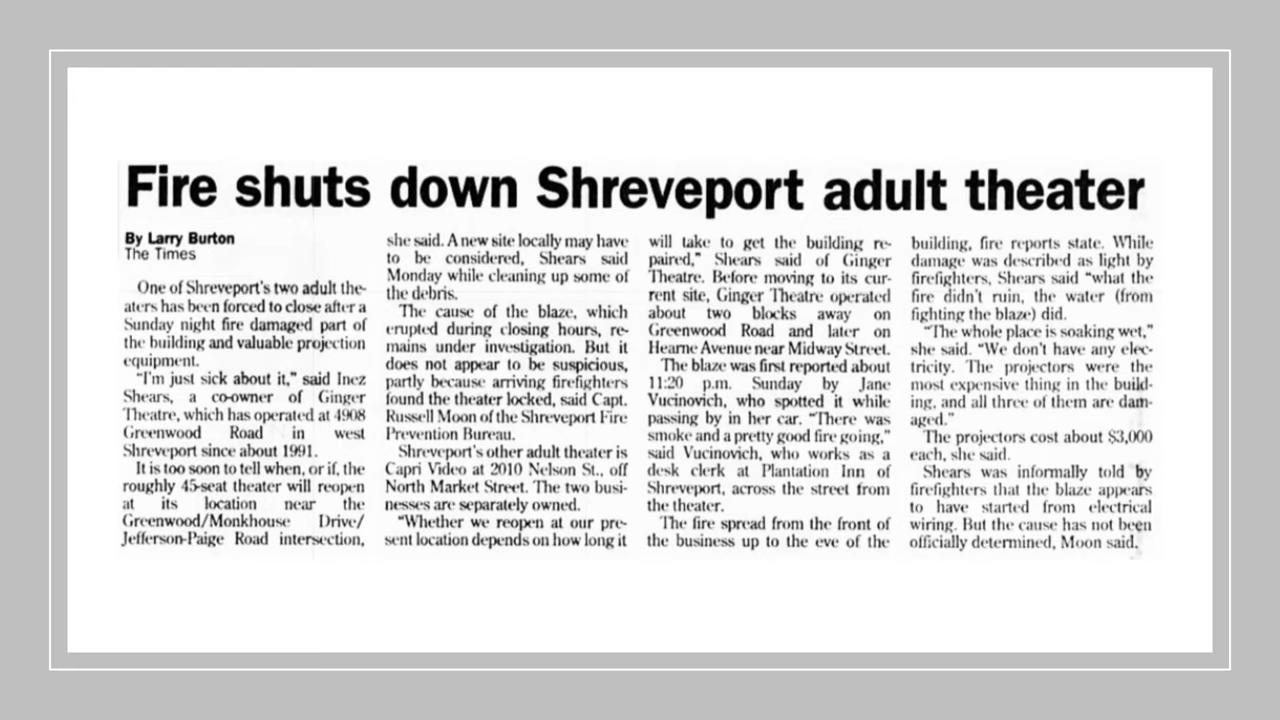 Fire shuts down Shreveport adult theater
By Larry Burton
The Times
One of Shreveport's two adult the-
aters has been forced to close after a
Sunday night fire damaged part of
the building and valuable projection
equipment.
"I'm just sick about it," said Inez
Shears, a co-owner of Ginger
Theatre, which has operated at 4908
Greenwood Road in west
Shreveport since about 1991.
It is too soon to tell when, or if, the
roughly 45-seat theater will reopen
at its location near the
Greenwood/Monkhouse Drive/
Jefferson-Paige Road intersection,
she said. A new site locally may have
to be considered, Shears said
Monday while cleaning up some of
the debris.
The cause of the blaze, which
erupted during closing hours, re-
mains under investigation. But it
does not appear to be suspicious,
partly because arriving firefighters
found the theater locked, said Capt.
Russell Moon of the Shreveport Fire
Prevention Bureau.
Shreveport's other adult theater is
Capri Video at 2010 Nelson St., off
North Market Street. The two busi-
nesses are separately owned.
"Whether we reopen at our pre-
sent location depends on how long it
will take to get the building re-
paired," Shears said of Ginger
Theatre. Before moving to its cur-
rent site, Ginger Theatre operated
about two blocks away on
Greenwood Road and later on
Hearne Avenue near Midway Street.
The blaze was first reported about
11:20 p.m. Sunday by Jane
Vucinovich, who spotted it while
passing by in her car. "There was
smoke and a pretty good fire going,"
said Vucinovich, who works as a
desk clerk at Plantation Inn of
Shreveport, across the street from
the theater.
The fire spread from the front of
the business up to the eve of the
building, fire reports state. While
damage was described as light by
firefighters, Shears said "what the
fire didn't ruin, the water (from
fighting the blaze) did.
"The whole place is soaking wet,"
she said. "We don't have any elec-
tricity. The projectors were the
most expensive thing in the build-
ing, and all three of them are dam-
aged."
The projectors cost about $3,000
each, she said.
Shears was informally told by
firefighters that the blaze appears
to have started from electrical
wiring. But the cause has not been
officially determined, Moon said.